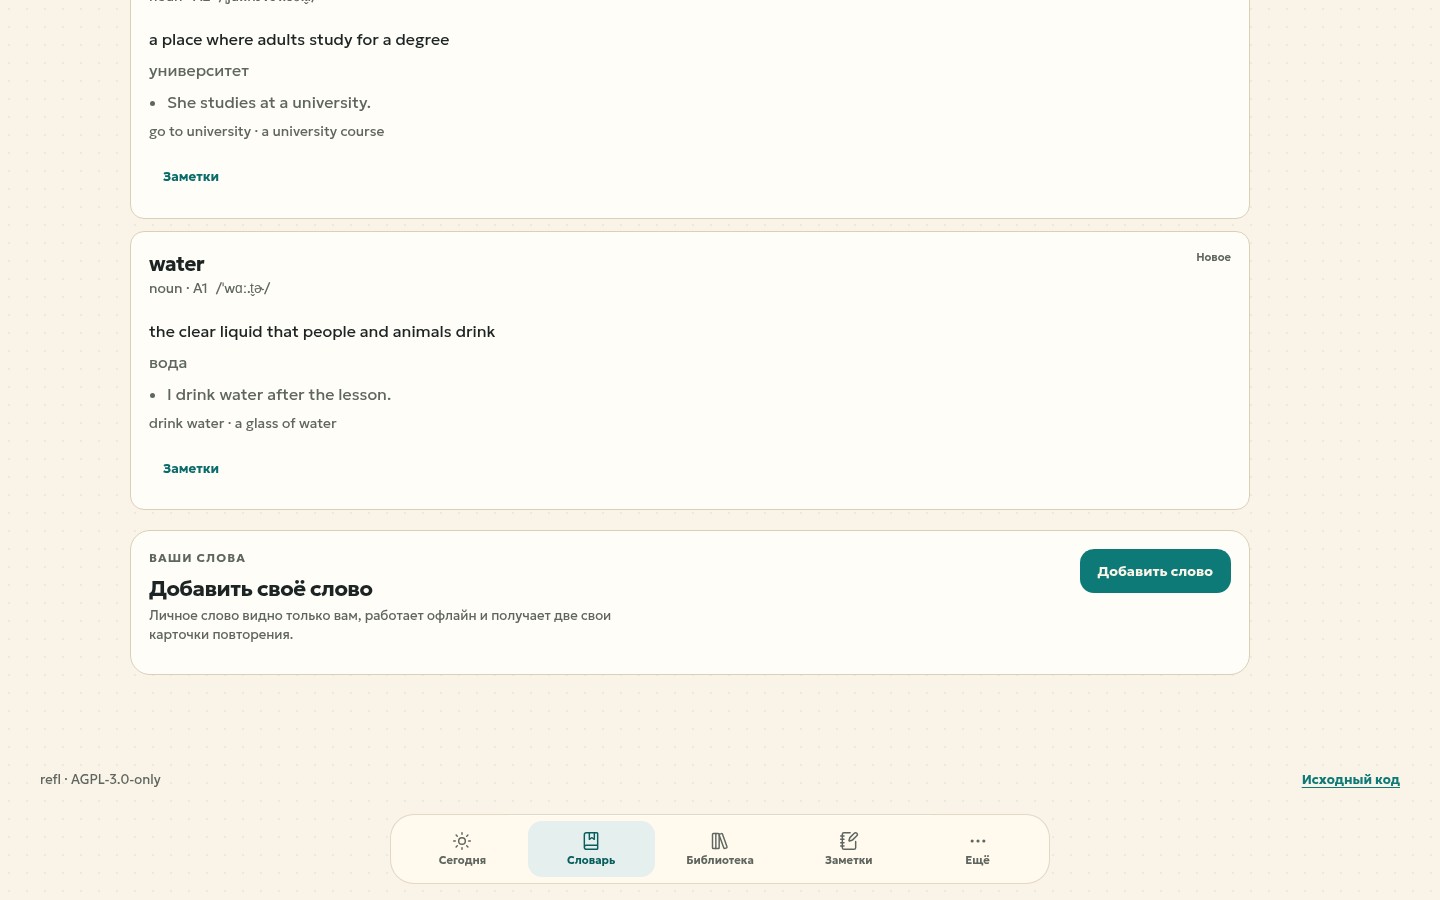 a place where adults study for a degree
университет
• She studies at a university.
go to university · a university course
Заметки
water
Новое
noun · A1 /ˈwɑː.t̬ɚ/
the clear liquid that people and animals drink
вода
• I drink water after the lesson.
drink water · a glass of water
Заметки
ВАШИ СЛОВА
Добавить своё слово
Добавить слово
Личное слово видно только вам, работает офлайн и получает две свои
карточки повторения.
refl · AGPL-3.0-only
Исходный код
Сегодня
Словарь
Библиотека
Заметки
Ещё